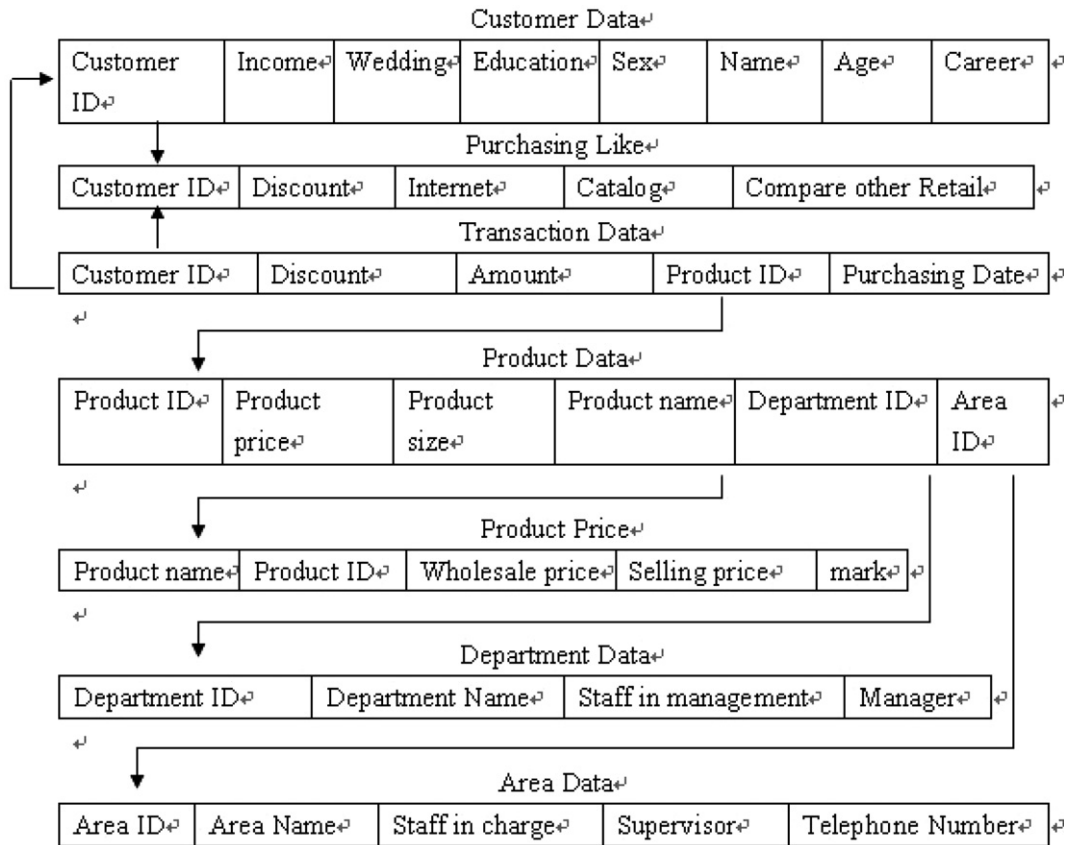 Customer Data
Customer ID Income Wedding Education Sex Name Age Career
Purchasing Like
Customer ID Discount Internet Catalog Compare other Retail
Transaction Data
Customer ID Discount Amount Product ID Purchasing Date
Product Data
Product ID Product price Product size Product name Department ID Area ID
Product Price
Product name Product ID Wholesale price Selling price mark
Department Data
Department ID Department Name Staff in management Manager
Area Data
Area ID Area Name Staff in charge Supervisor Telephone Number